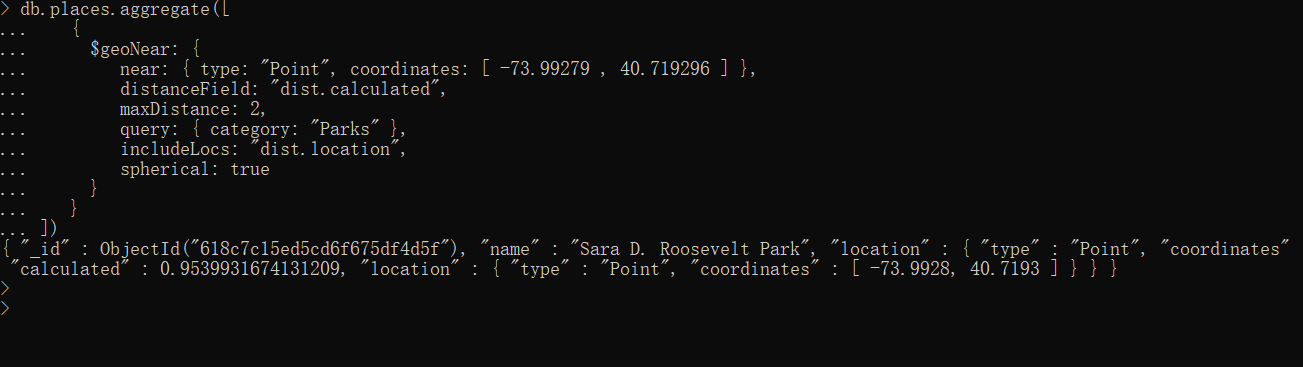 > db.places.aggregate([
...     {
...       $geoNear: {
...          near: { type: "Point", coordinates: [ -73.99279 , 40.719296 ] },
...          distanceField: "dist.calculated",
...          maxDistance: 2,
...          query: { category: "Parks" },
...          includeLocs: "dist.location",
...          spherical: true
...       }
...     }
... ])
{ "_id" : ObjectId("618c7c15ed5cd6f675df4d5f"), "name" : "Sara D. Roosevelt Park", "location" : { "type" : "Point", "coordinates"
"calculated" : 0.9539931674131209, "location" : { "type" : "Point", "coordinates" : [ -73.9928, 40.7193 ] } } }
>
>